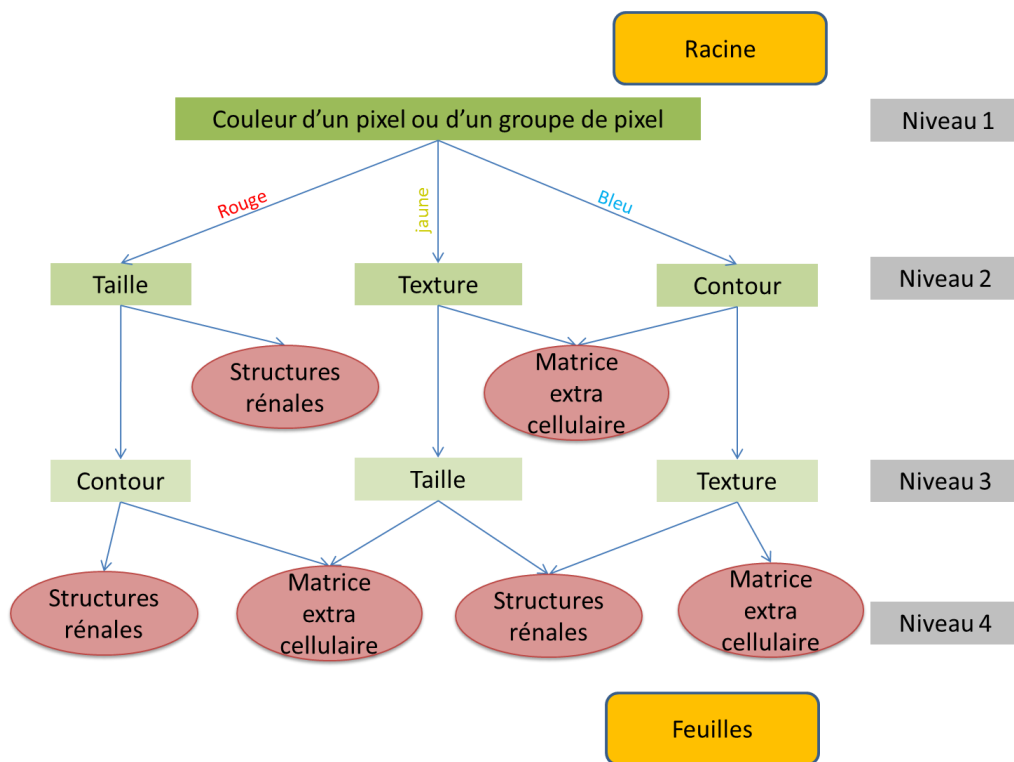 Racine
Couleur d'un pixel ou d'un groupe de pixel
Niveau 1
Rouge
jaune
Bleu
Taille
Texture
Contour
Niveau 2
Structures
rénales
Matrice
extra
cellulaire
Contour
Taille
Texture
Niveau 3
Structures
rénales
Matrice
extra
cellulaire
Structures
rénales
Matrice
extra
cellulaire
Niveau 4
Feuilles